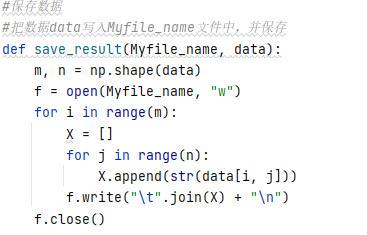 #保存数据
#把数据data写入Myfile_name文件中，并保存
def save_result(Myfile_name, data):
    m, n = np.shape(data)
    f = open(Myfile_name, "w")
    for i in range(m):
        X = []
        for j in range(n):
            X.append(str(data[i, j]))
        f.write("\t".join(X) + "\n")
    f.close()